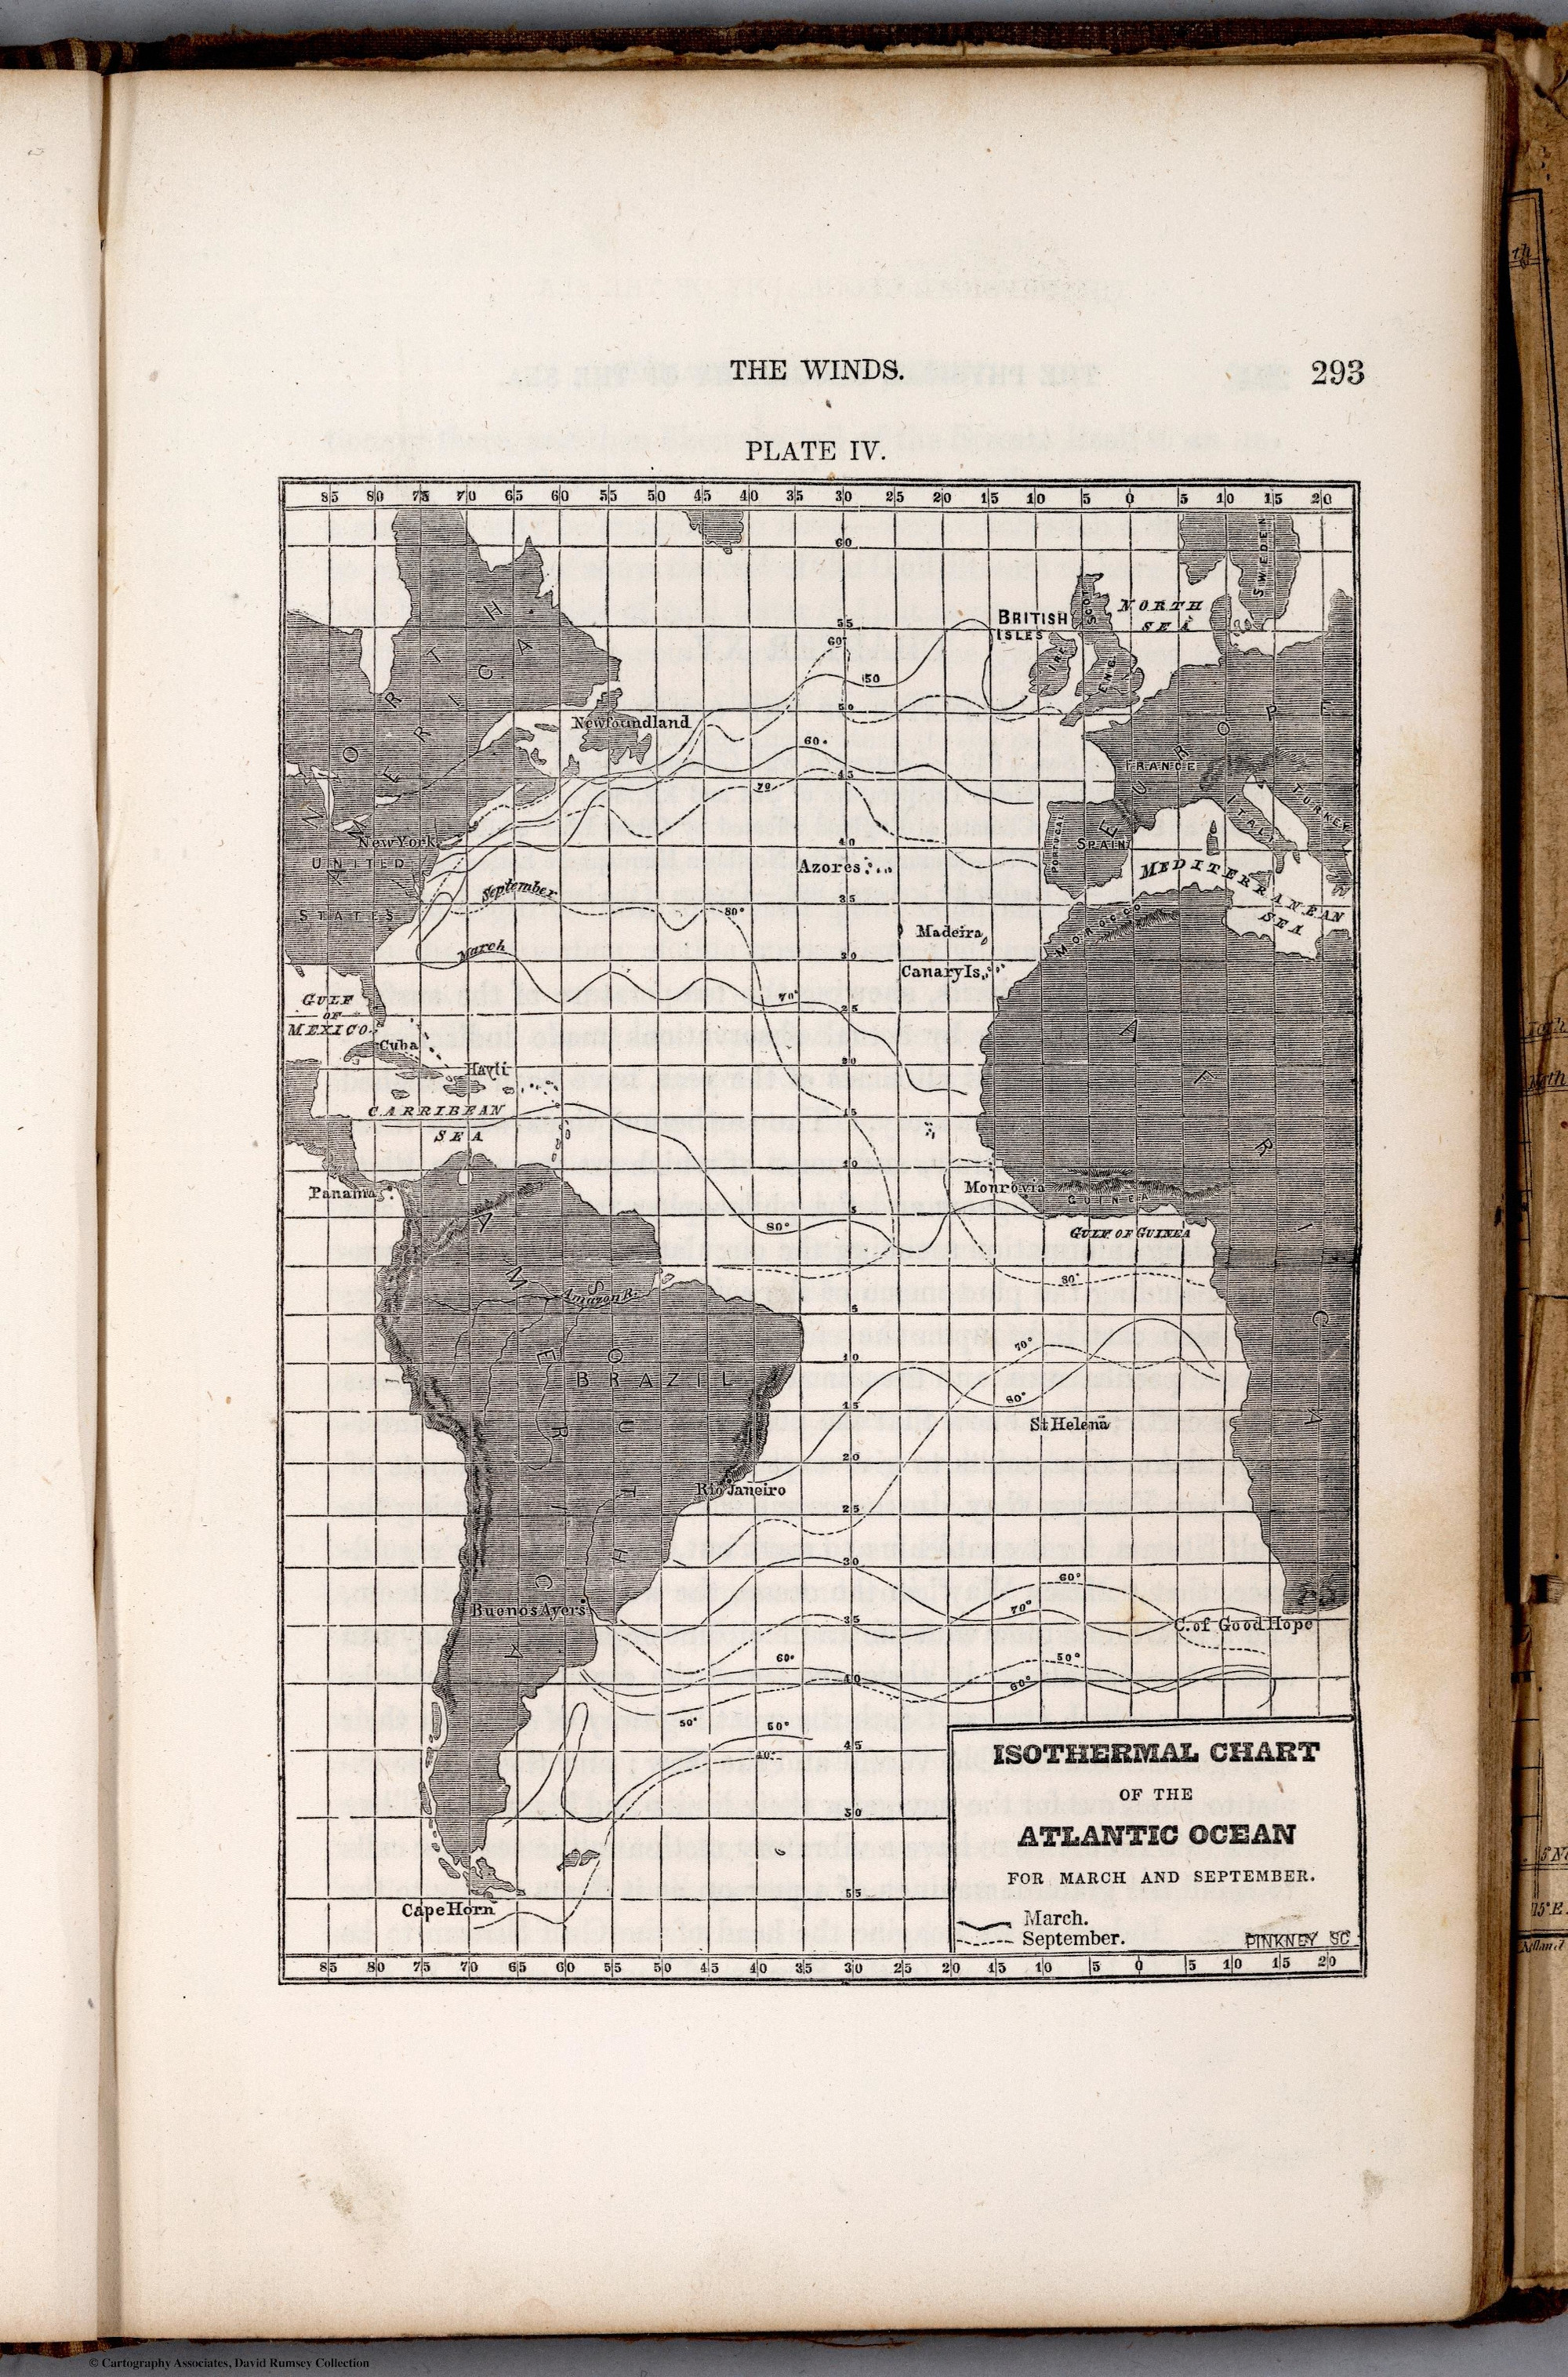 THE WINDS.
293
PLATE IV.
85 80 75 70 65 60 55 50 45 40 35 30 25 20 15 10 5 0 5 10 15 20
60
SWEDEN
NORTH
SEA
BRITISH
ISLES
SCOT
55
60°
IRE
ENG
50
50
NORTH
AMERICA
Newfoundland
EUROPE
60°
FRANCE
45
70
ITALY
TURKEY
New York
40
PORTUGAL
SPAIN
UNITED
STATES
Azores
MEDITERRANEAN
SEA
September
35
80°
Madeira
MOROCCO
March
30
Canary Is.
70°
25
GULF
OF
MEXICO
Cuba
AFRICA
20
Hayti
CARRIBEAN
SEA
15
10
Panama
Monrovia
GUINEA
5
80°
GULF OF GUINEA
80°
SOUTH
AMERICA
Amazon R.
5
70°
10
BRAZIL
80°
15
St Helena
20
Rio Janeiro
25
30
60°
Buenos Ayers
70°
35
C. of Good Hope
60°
50°
40
60°
50°
50°
45
40°
50
55
Cape Horn
ISOTHERMAL CHART
OF THE
ATLANTIC OCEAN
FOR MARCH AND SEPTEMBER.
March.
September.
PINKNEY SC
85 80 75 70 65 60 55 50 45 40 35 30 25 20 15 10 5 0 5 10 15 20
© Cartography Associates, David Rumsey Collection